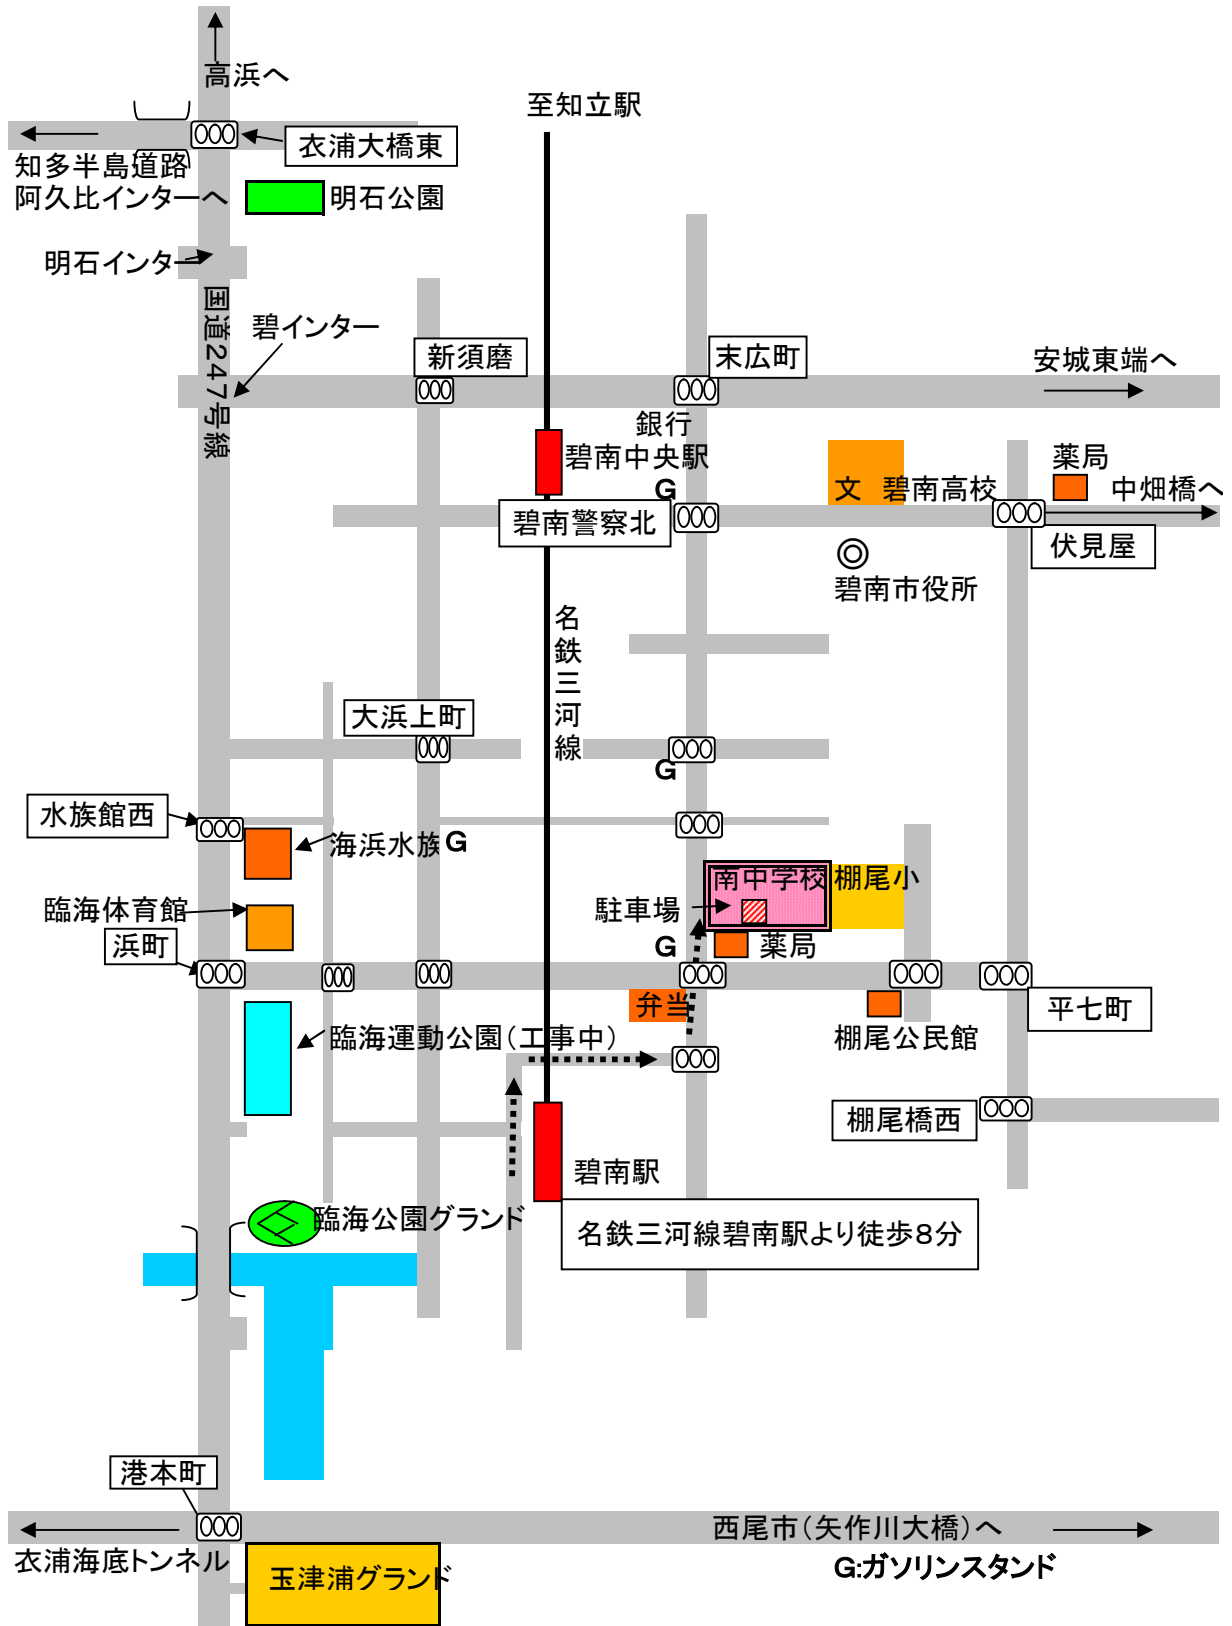 高浜へ
至知立駅
衣浦大橋東
知多半島道路
阿久比インターへ
明石公園
明石インター
国道247号線
碧インター
新須磨
末広町
安城東端へ
銀行
碧南中央駅
G
文 碧南高校
薬局
中畑橋へ
碧南警察北
伏見屋
碧南市役所
名鉄三河線
大浜上町
G
水族館西
海浜水族
G
南中学校
棚尾小
臨海体育館
駐車場
浜町
G
薬局
弁当
平七町
臨海運動公園(工事中)
棚尾公民館
棚尾橋西
碧南駅
臨海公園グランド
名鉄三河線碧南駅より徒歩8分
港本町
西尾市(矢作川大橋)へ
衣浦海底トンネル
玉津浦グランド
G:ガソリンスタンド